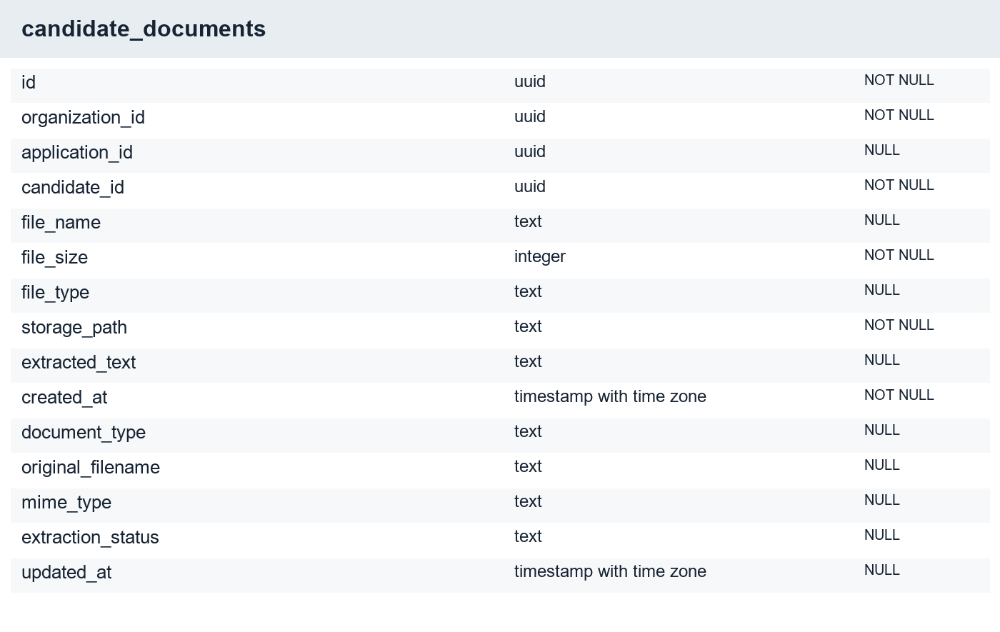 candidate_documents
id uuid NOT NULL
organization_id uuid NOT NULL
application_id uuid NULL
candidate_id uuid NOT NULL
file_name text NULL
file_size integer NOT NULL
file_type text NULL
storage_path text NOT NULL
extracted_text text NULL
created_at timestamp with time zone NOT NULL
document_type text NULL
original_filename text NULL
mime_type text NULL
extraction_status text NULL
updated_at timestamp with time zone NULL